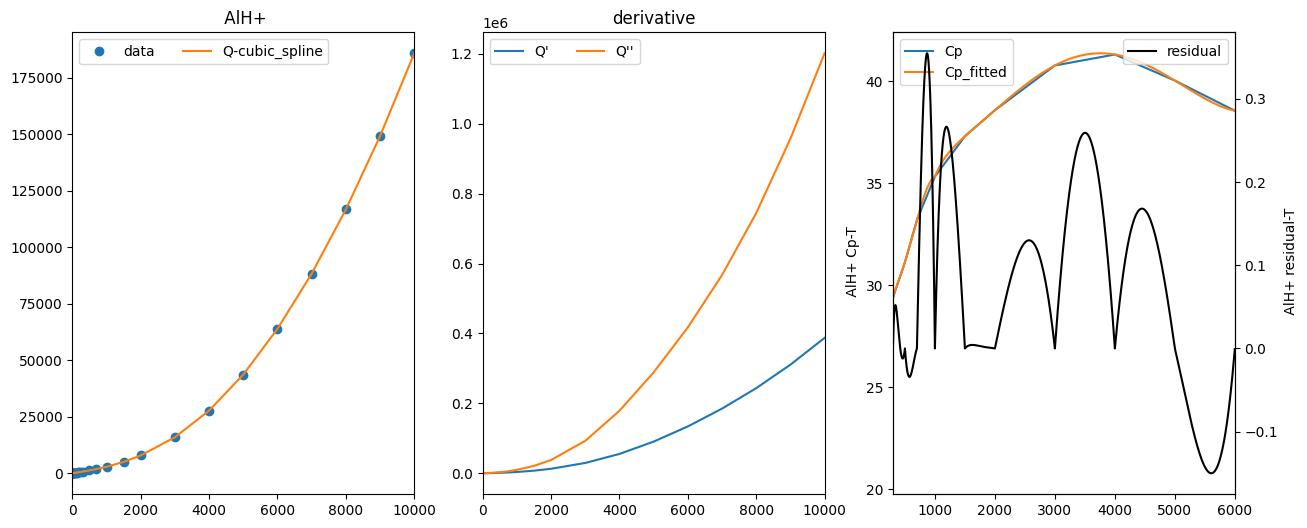 AlH+
data
Q-cubic_spline
175000
150000
125000
100000
75000
50000
25000
0
0 2000 4000 6000 8000 10000
derivative
1e6
Q'
Q''
1.2
1.0
0.8
0.6
0.4
0.2
0.0
0 2000 4000 6000 8000 10000
Cp
Cp_fitted
residual
AlH+ Cp-T
40
35
30
25
20
1000 2000 3000 4000 5000 6000
0.3
0.2
0.1
0.0
−0.1
AlH+ residual-T